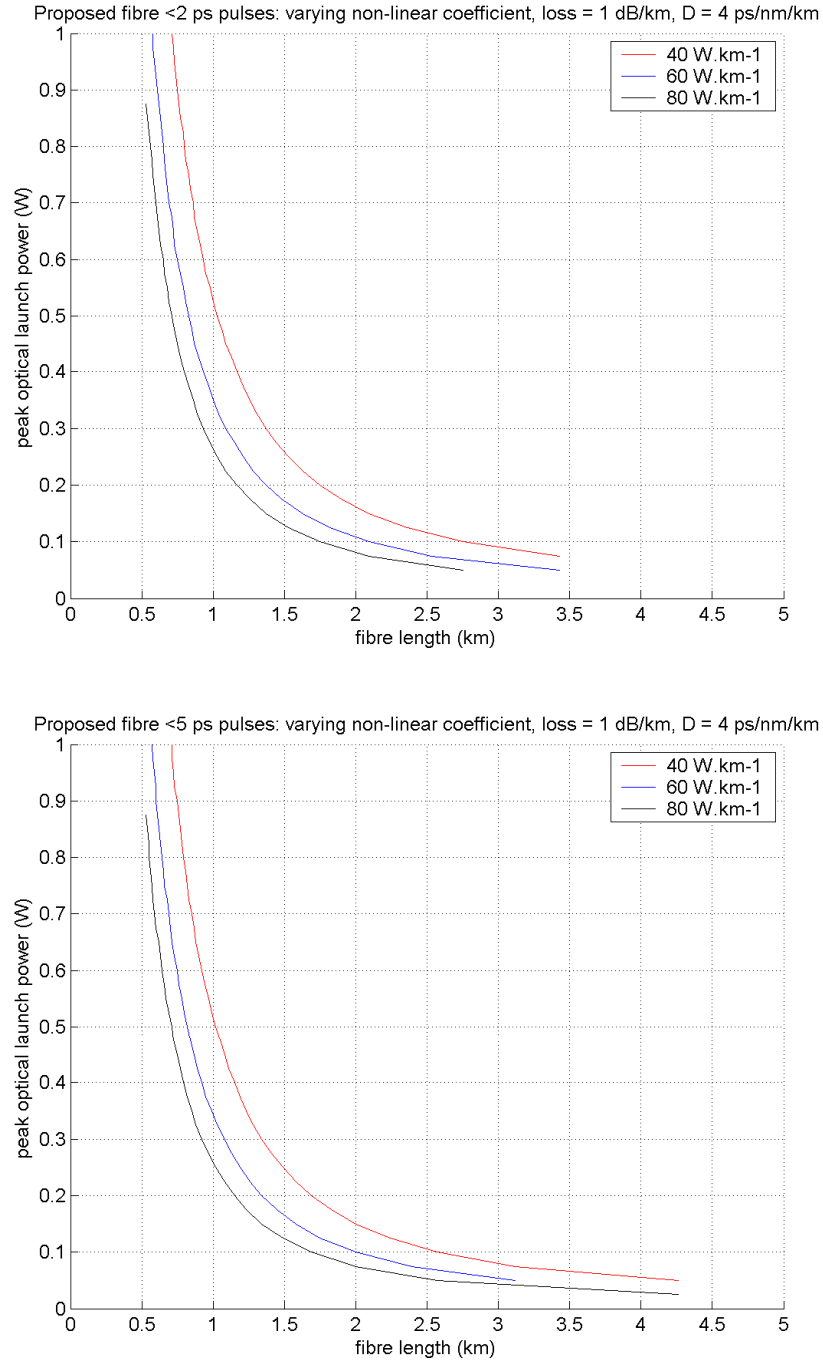 Proposed fibre <2 ps pulses: varying non-linear coefficient, loss = 1 dB/km, D = 4 ps/nm/km
40 W.km-1
60 W.km-1
80 W.km-1
peak optical launch power (W)
1
0.9
0.8
0.7
0.6
0.5
0.4
0.3
0.2
0.1
0
0 0.5 1 1.5 2 2.5 3 3.5 4 4.5 5
fibre length (km)
Proposed fibre <5 ps pulses: varying non-linear coefficient, loss = 1 dB/km, D = 4 ps/nm/km
40 W.km-1
60 W.km-1
80 W.km-1
peak optical launch power (W)
1
0.9
0.8
0.7
0.6
0.5
0.4
0.3
0.2
0.1
0
0 0.5 1 1.5 2 2.5 3 3.5 4 4.5 5
fibre length (km)